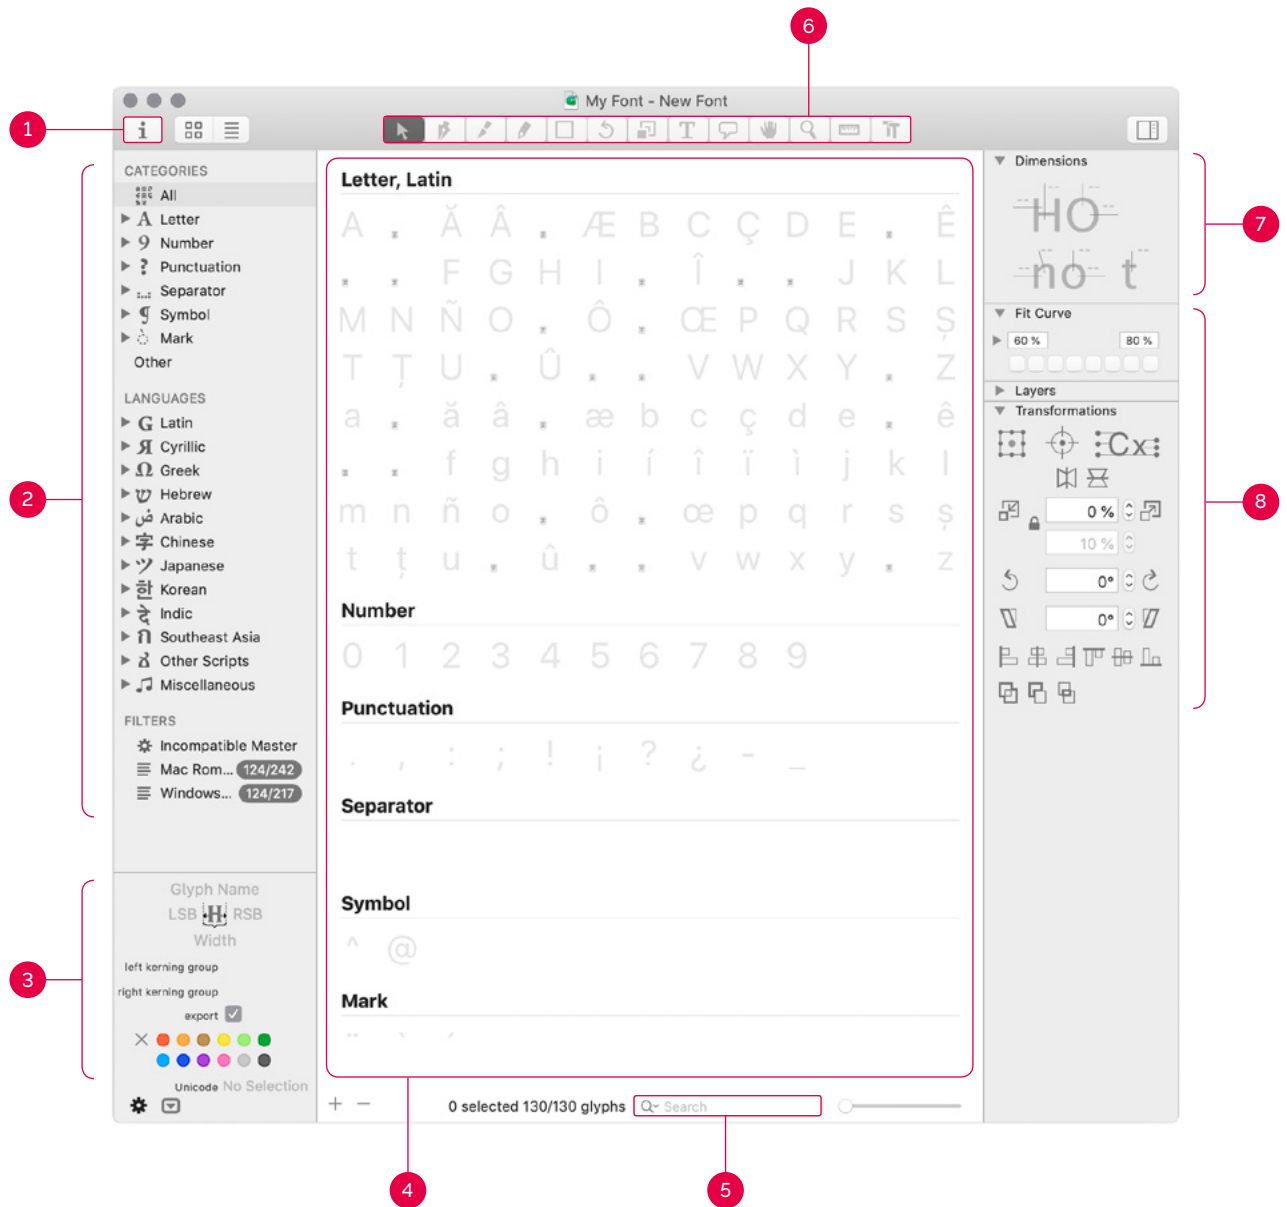 6
My Font - New Font
1
CATEGORIES
All
Letter
Number
Punctuation
Separator
Symbol
Mark
Other
LANGUAGES
Latin
Cyrillic
Greek
Hebrew
Arabic
Chinese
Japanese
Korean
Indic
Southeast Asia
Other Scripts
Miscellaneous
FILTERS
Incompatible Master
Mac Rom... 124/242
Windows... 124/217
2
Glyph Name
LSB H RSB
Width
left kerning group
right kerning group
export
Unicode No Selection
3
Letter, Latin
A Ă Â Æ B C Ç D E Ê
F G H I Î J K L
M N Ñ O Ô Œ P Q R S Ș
T Ț U Û V W X Y Z
a ă â æ b c ç d e ê
f g h i í î ï ì j k l
m n ñ o ô œ p q r s ș
t ț u û v w x y z
Number
0 1 2 3 4 5 6 7 8 9
Punctuation
. , : ; ! ¡ ? ¿ - _
Separator
Symbol
^ @
Mark
¨ ` ´
0 selected 130/130 glyphs
Search
4
5
Dimensions
HO
no t
7
Fit Curve
60 % 80 %
Layers
Transformations
Cx
0 %
10 %
0°
0°
8